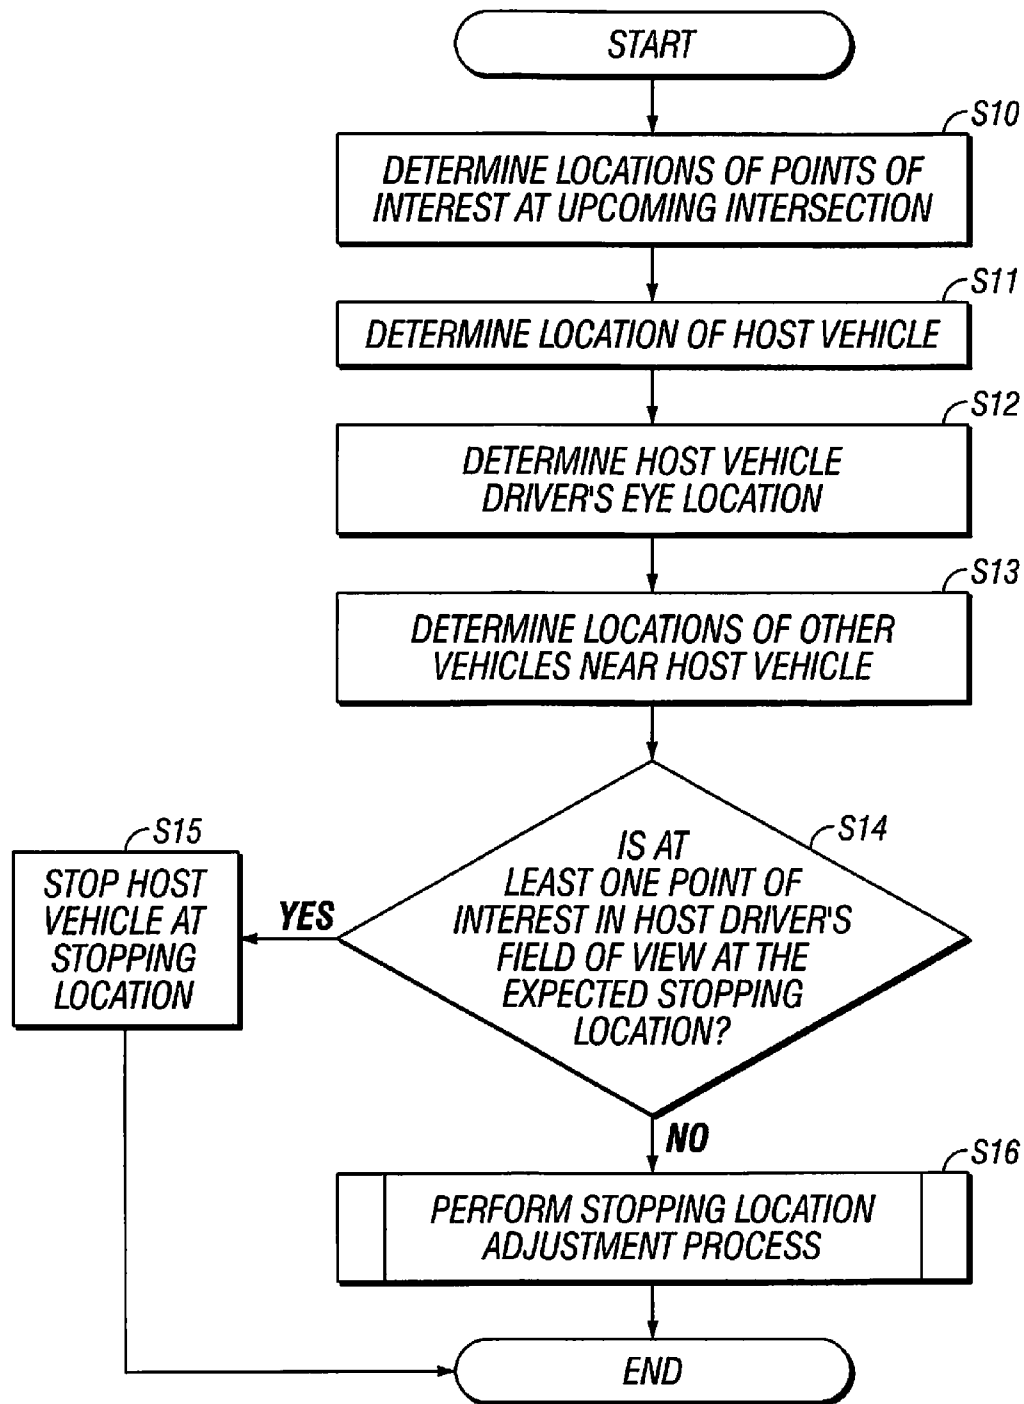 START
S10
DETERMINE LOCATIONS OF POINTS OF
INTEREST AT UPCOMING INTERSECTION
S11
DETERMINE LOCATION OF HOST VEHICLE
S12
DETERMINE HOST VEHICLE
DRIVER'S EYE LOCATION
S13
DETERMINE LOCATIONS OF OTHER
VEHICLES NEAR HOST VEHICLE
S14
IS AT
LEAST ONE POINT OF
INTEREST IN HOST DRIVER'S
FIELD OF VIEW AT THE
EXPECTED STOPPING
LOCATION?
YES
S15
STOP HOST
VEHICLE AT
STOPPING
LOCATION
NO
S16
PERFORM STOPPING LOCATION
ADJUSTMENT PROCESS
END